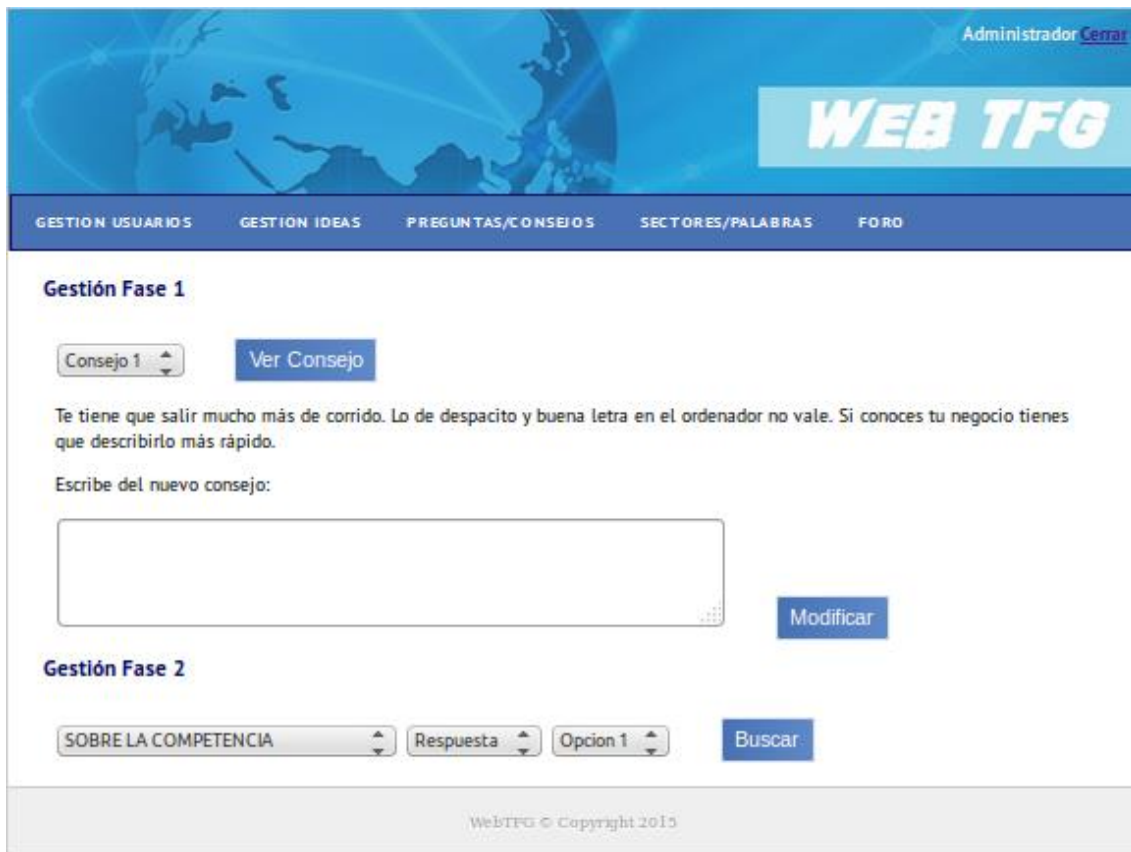 Administrador Cerrar
WEB TFG
GESTION USUARIOS GESTION IDEAS PREGUNTAS/CONSEJOS SECTORES/PALABRAS FORO
Gestión Fase 1
Consejo 1 Ver Consejo
Te tiene que salir mucho más de corrido. Lo de despacito y buena letra en el ordenador no vale. Si conoces tu negocio tienes
que describirlo más rápido.
Escribe del nuevo consejo:
Modificar
Gestión Fase 2
SOBRE LA COMPETENCIA Respuesta Opcion 1 Buscar
WebTFG © Copyright 2015